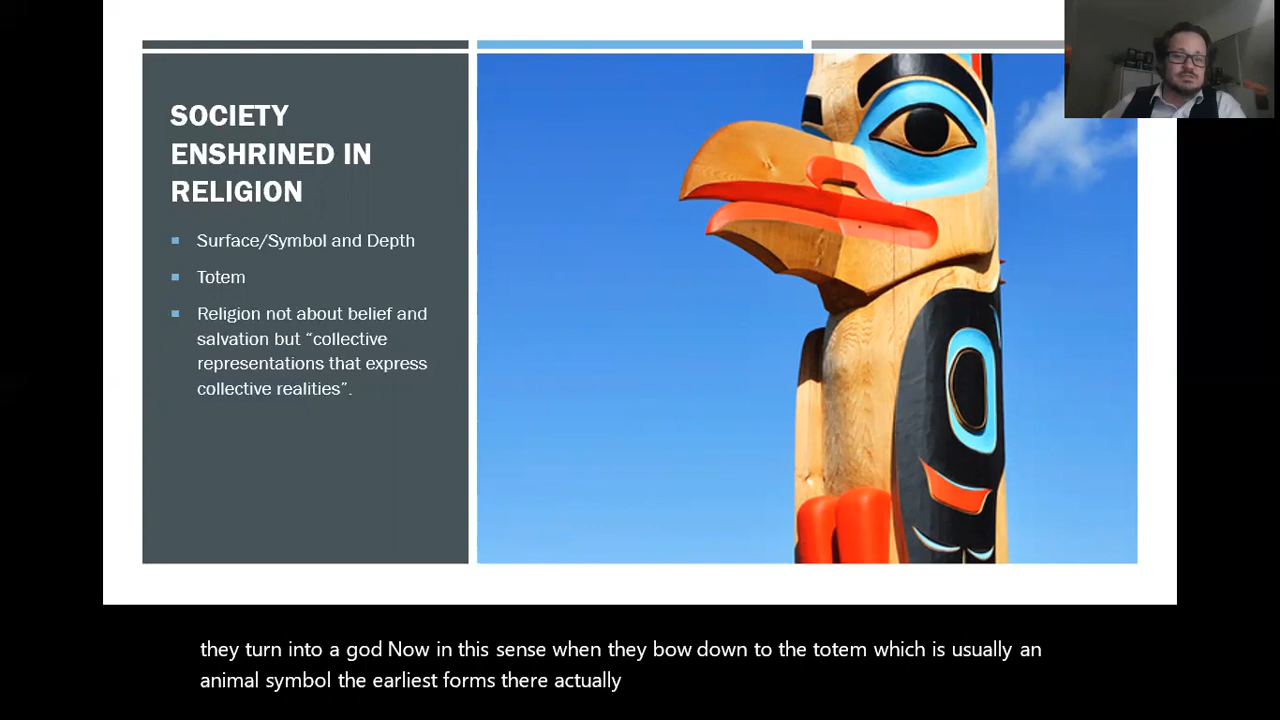 SOCIETY
ENSHRINED IN
RELIGION
Surface/Symbol and Depth
Totem
Religion not about belief and
salvation but “collective
representations that express
collective realities”.
they turn into a god Now in this sense when they bow down to the totem which is usually an
animal symbol the earliest forms there actually